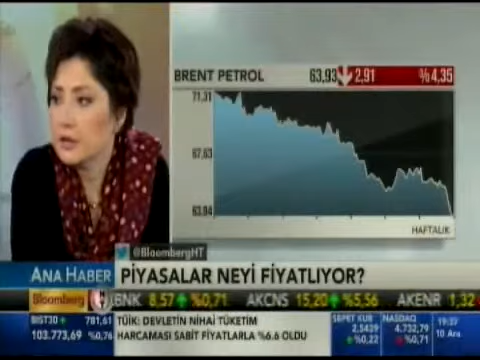 BRENT PETROL 63,93 2,91 %4,35
71,31
67,63
63,94
HAFTALIK
@BloombergHT
ANA HABER PİYASALAR NEYİ FİYATLIYOR?
Bloomberg BNK 8,57 %0,71 AKCNS 15,20 %5,56 AKENR 1,32
BIST30 781,61
103.773,69 %0,76
TÜİK: DEVLETİN NİHAİ TÜKETİM
HARCAMASI SABİT FİYATLARLA %6.6 OLDU
SEPET KUR 2,5429 %0,22
NASDAQ 4.732,79 %0,71
19:37
10 Ara